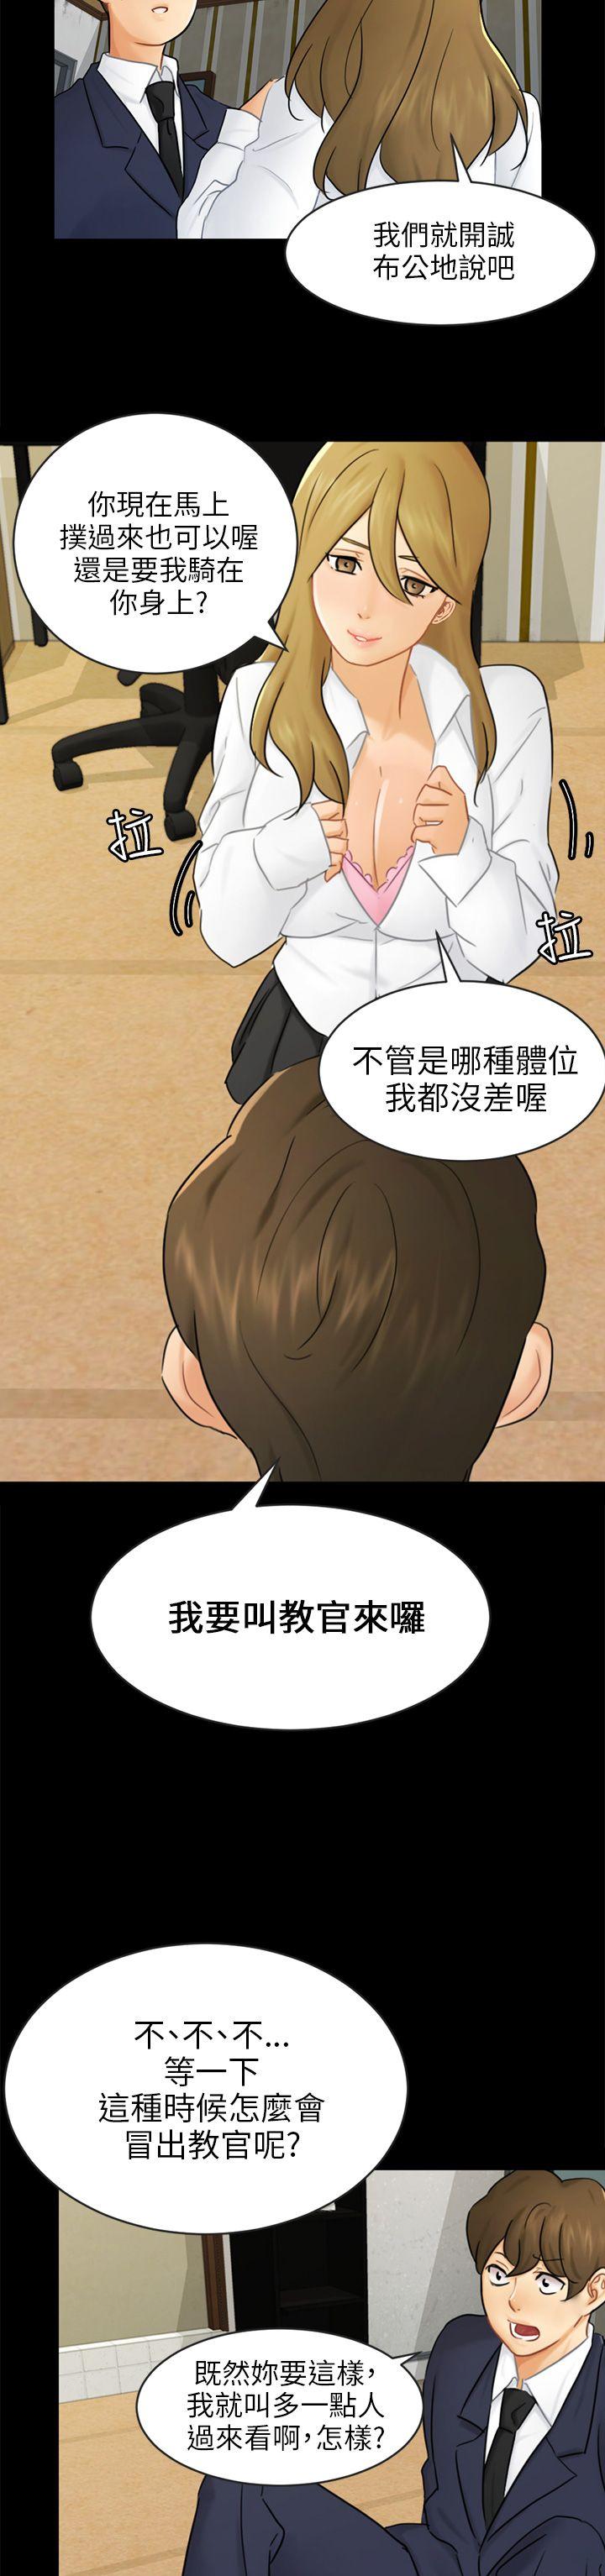 我們就開誠
布公地說吧
你現在馬上
撲過來也可以喔
還是要我騎在
你身上?
拉
拉
不管是哪種體位
我都沒差喔
我要叫教官來囉
不、不、不...
等一下
這種時候怎麼會
冒出教官呢?
既然妳要這樣,
我就叫多一點人
過來看啊,怎樣?